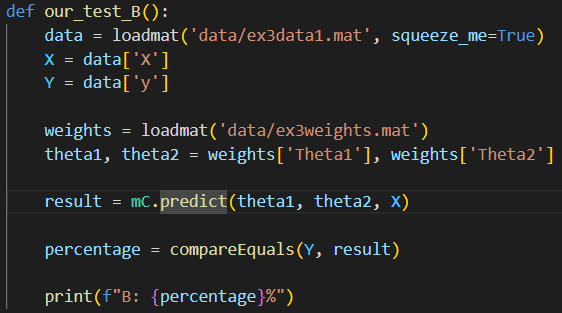 def our_test_B():
    data = loadmat('data/ex3data1.mat', squeeze_me=True)
    X = data['X']
    Y = data['y']
    weights = loadmat('data/ex3weights.mat')
    theta1, theta2 = weights['Theta1'], weights['Theta2']
    result = mC.predict(theta1, theta2, X)
    percentage = compareEquals(Y, result)
    print(f"B: {percentage}%")